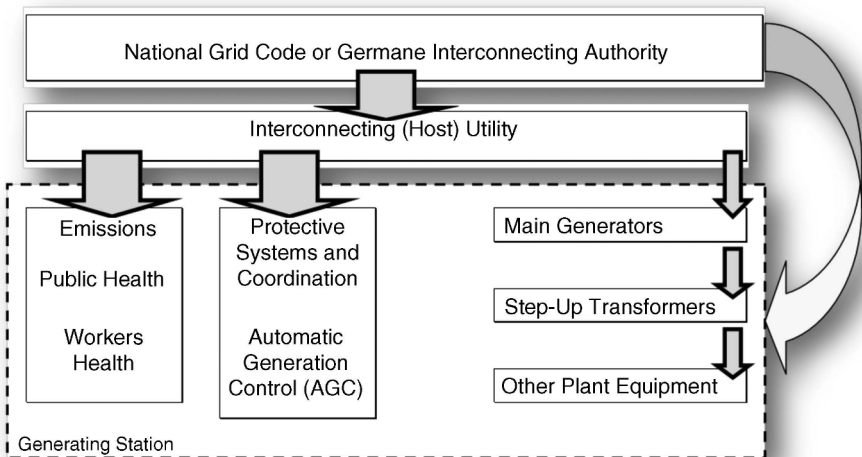 National Grid Code or Germane Interconnecting Authority
Interconnecting (Host) Utility
Emissions
Public Health
Workers
Health
Protective
Systems and
Coordination
Automatic
Generation
Control (AGC)
Main Generators
Step-Up Transformers
Other Plant Equipment
Generating Station